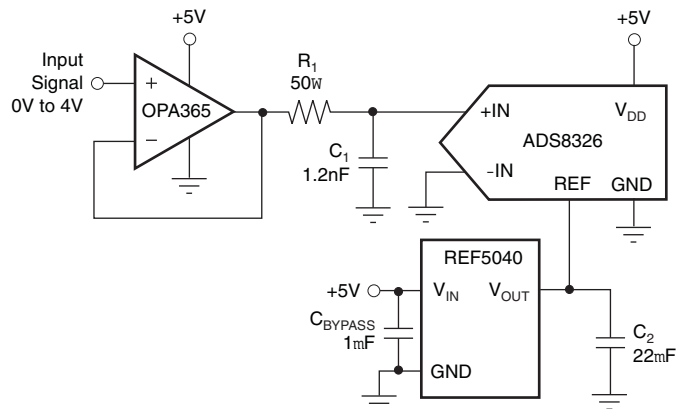 +5V
Input
Signal
0V to 4V
+
−
OPA365
R1
50W
C1
1.2nF
+5V
+IN
VDD
ADS8326
-IN
REF
GND
REF5040
+5V
VIN
VOUT
CBYPASS
1mF
GND
C2
22mF